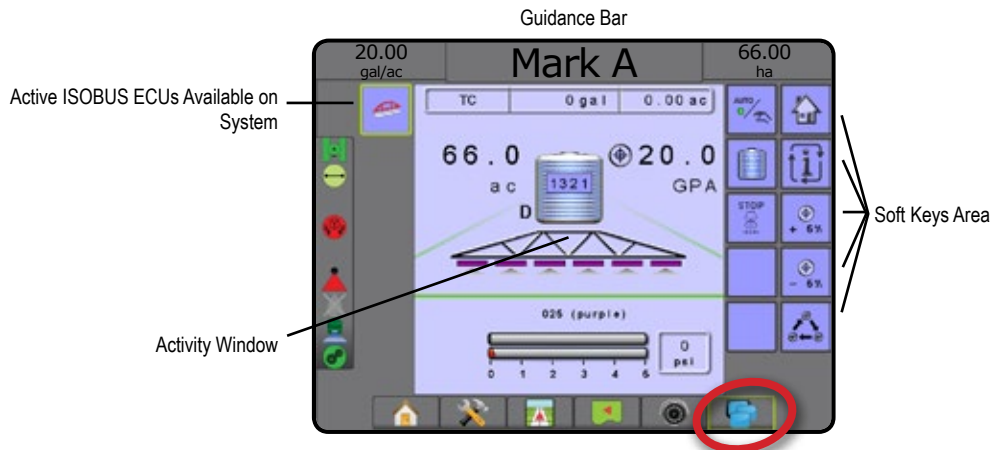 Guidance Bar
20.00
gal/ac
Mark A
66.00
ha
Active ISOBUS ECUs Available on
System
TC 0 gal 0.00 ac
AUTO
66.0
ac
20.0
GPA
1321
D
STOP
+ 5%
- 5%
Soft Keys Area
025 (purple)
Activity Window
0
psi
0 1 2 3 4 5